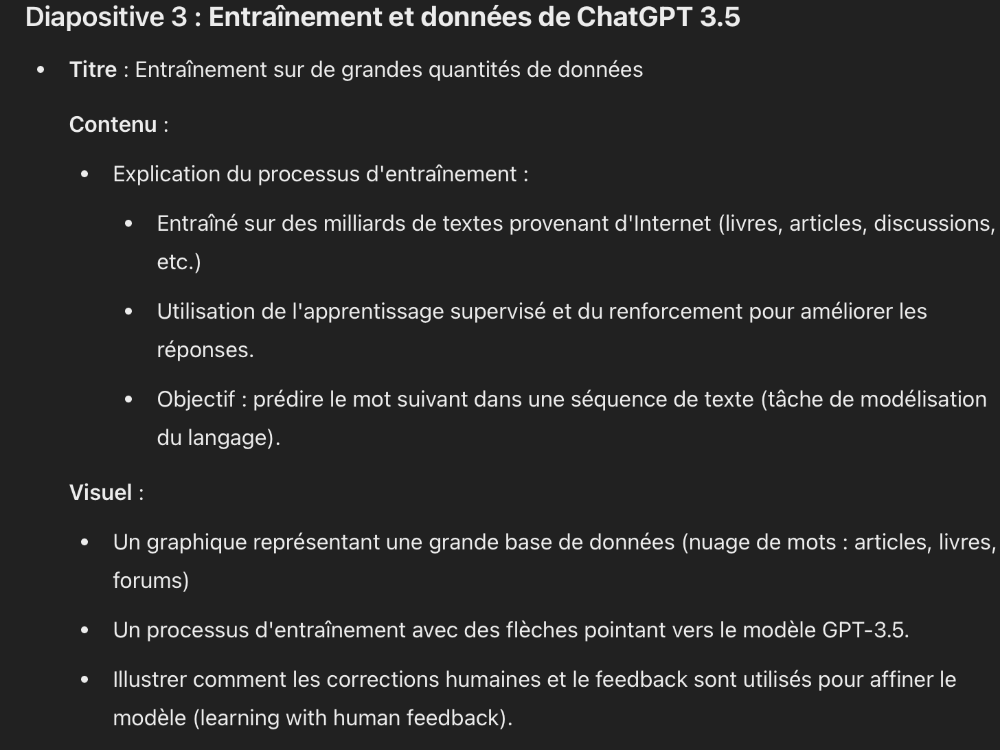 Diapositive 3 : Entraînement et données de ChatGPT 3.5
• Titre : Entraînement sur de grandes quantités de données
Contenu :
• Explication du processus d'entraînement :
• Entraîné sur des milliards de textes provenant d'Internet (livres, articles, discussions,
etc.)
• Utilisation de l'apprentissage supervisé et du renforcement pour améliorer les
réponses.
• Objectif : prédire le mot suivant dans une séquence de texte (tâche de modélisation
du langage).
Visuel :
• Un graphique représentant une grande base de données (nuage de mots : articles, livres,
forums)
• Un processus d'entraînement avec des flèches pointant vers le modèle GPT-3.5.
• Illustrer comment les corrections humaines et le feedback sont utilisés pour affiner le
modèle (learning with human feedback).